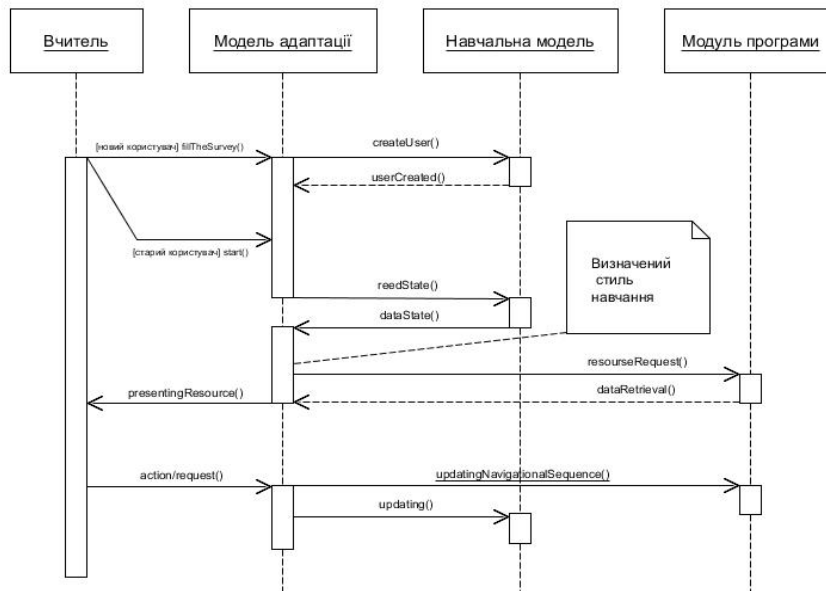 Вчитель
Модель адаптації
Навчальна модель
Модуль програми
[новий користувач] fillTheSurvey()
createUser()
userCreated()
[старий користувач] start()
Визначений
стиль
навчання
reedState()
dataState()
resourseRequest()
presentingResource()
dataRetrieval()
action/request()
updatingNavigationalSequence()
updating()